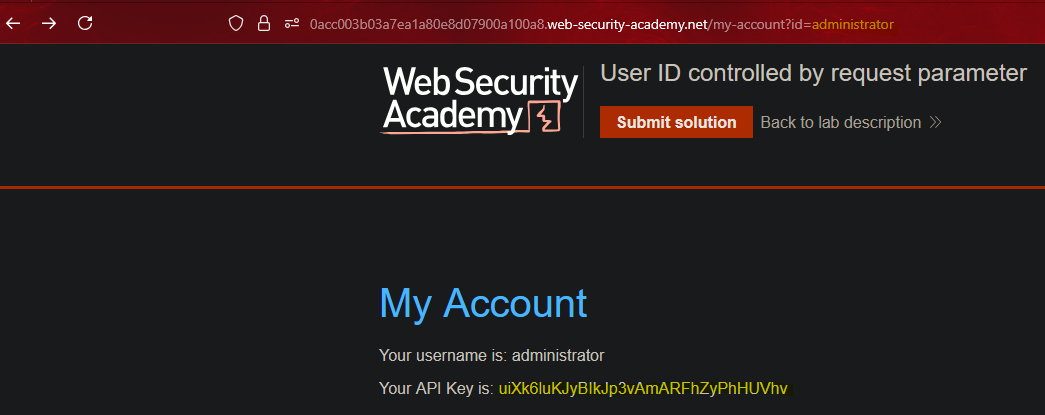 0acc003b03a7ea1a80e8d07900a100a8.web-security-academy.net/my-account?id=administrator
Web Security
Academy
User ID controlled by request parameter
Submit solution
Back to lab description
My Account
Your username is: administrator
Your API Key is: uiXk6luKJyBIkJp3vAmARFhZyPhHUVhv